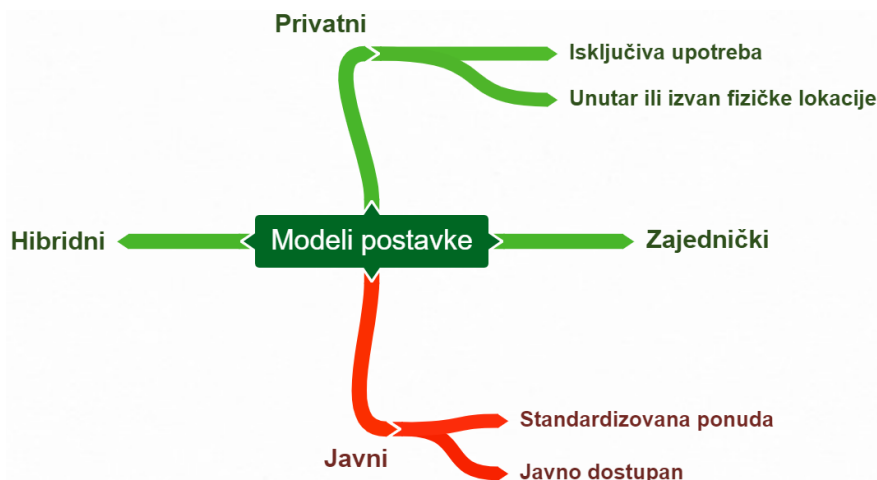 Privatni
Isključiva upotreba
Unutar ili izvan fizičke lokacije
Hibridni
Modeli postavke
Zajednički
Standardizovana ponuda
Javni
Javno dostupan